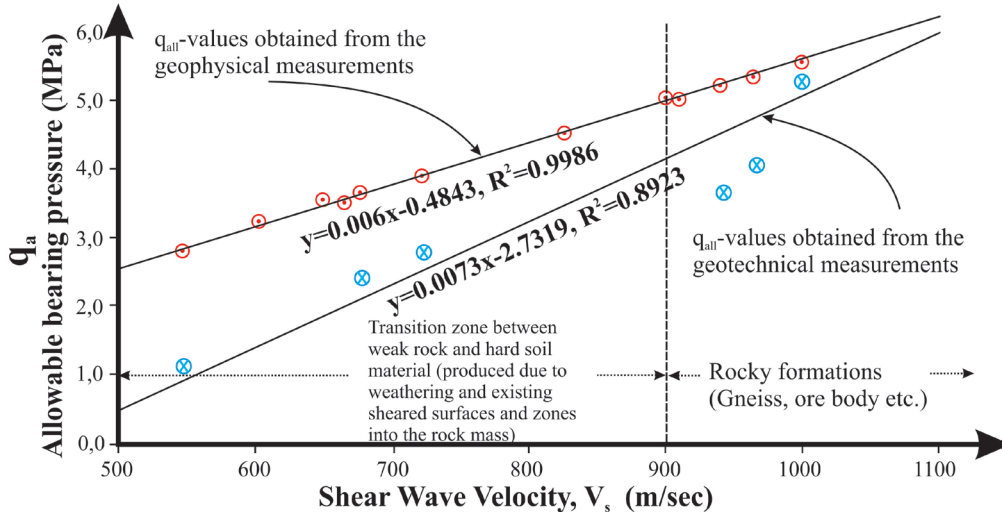 6,0
5,0
4,0
3,0
2,0
1,0
0,0
q_a
Allowable bearing pressure (MPa)
q_all-values obtained from the
geophysical measurements
y=0.006x-0.4843, R²=0.9986
y=0.0073x-2.7319, R²=0.8923
q_all-values obtained from the
geotechnical measurements
Transition zone between
weak rock and hard soil
material (produced due to
weathering and existing
sheared surfaces and zones
into the rock mass)
Rocky formations
(Gneiss, ore body etc.)
500 600 700 800 900 1000 1100
Shear Wave Velocity, V_s (m/sec)